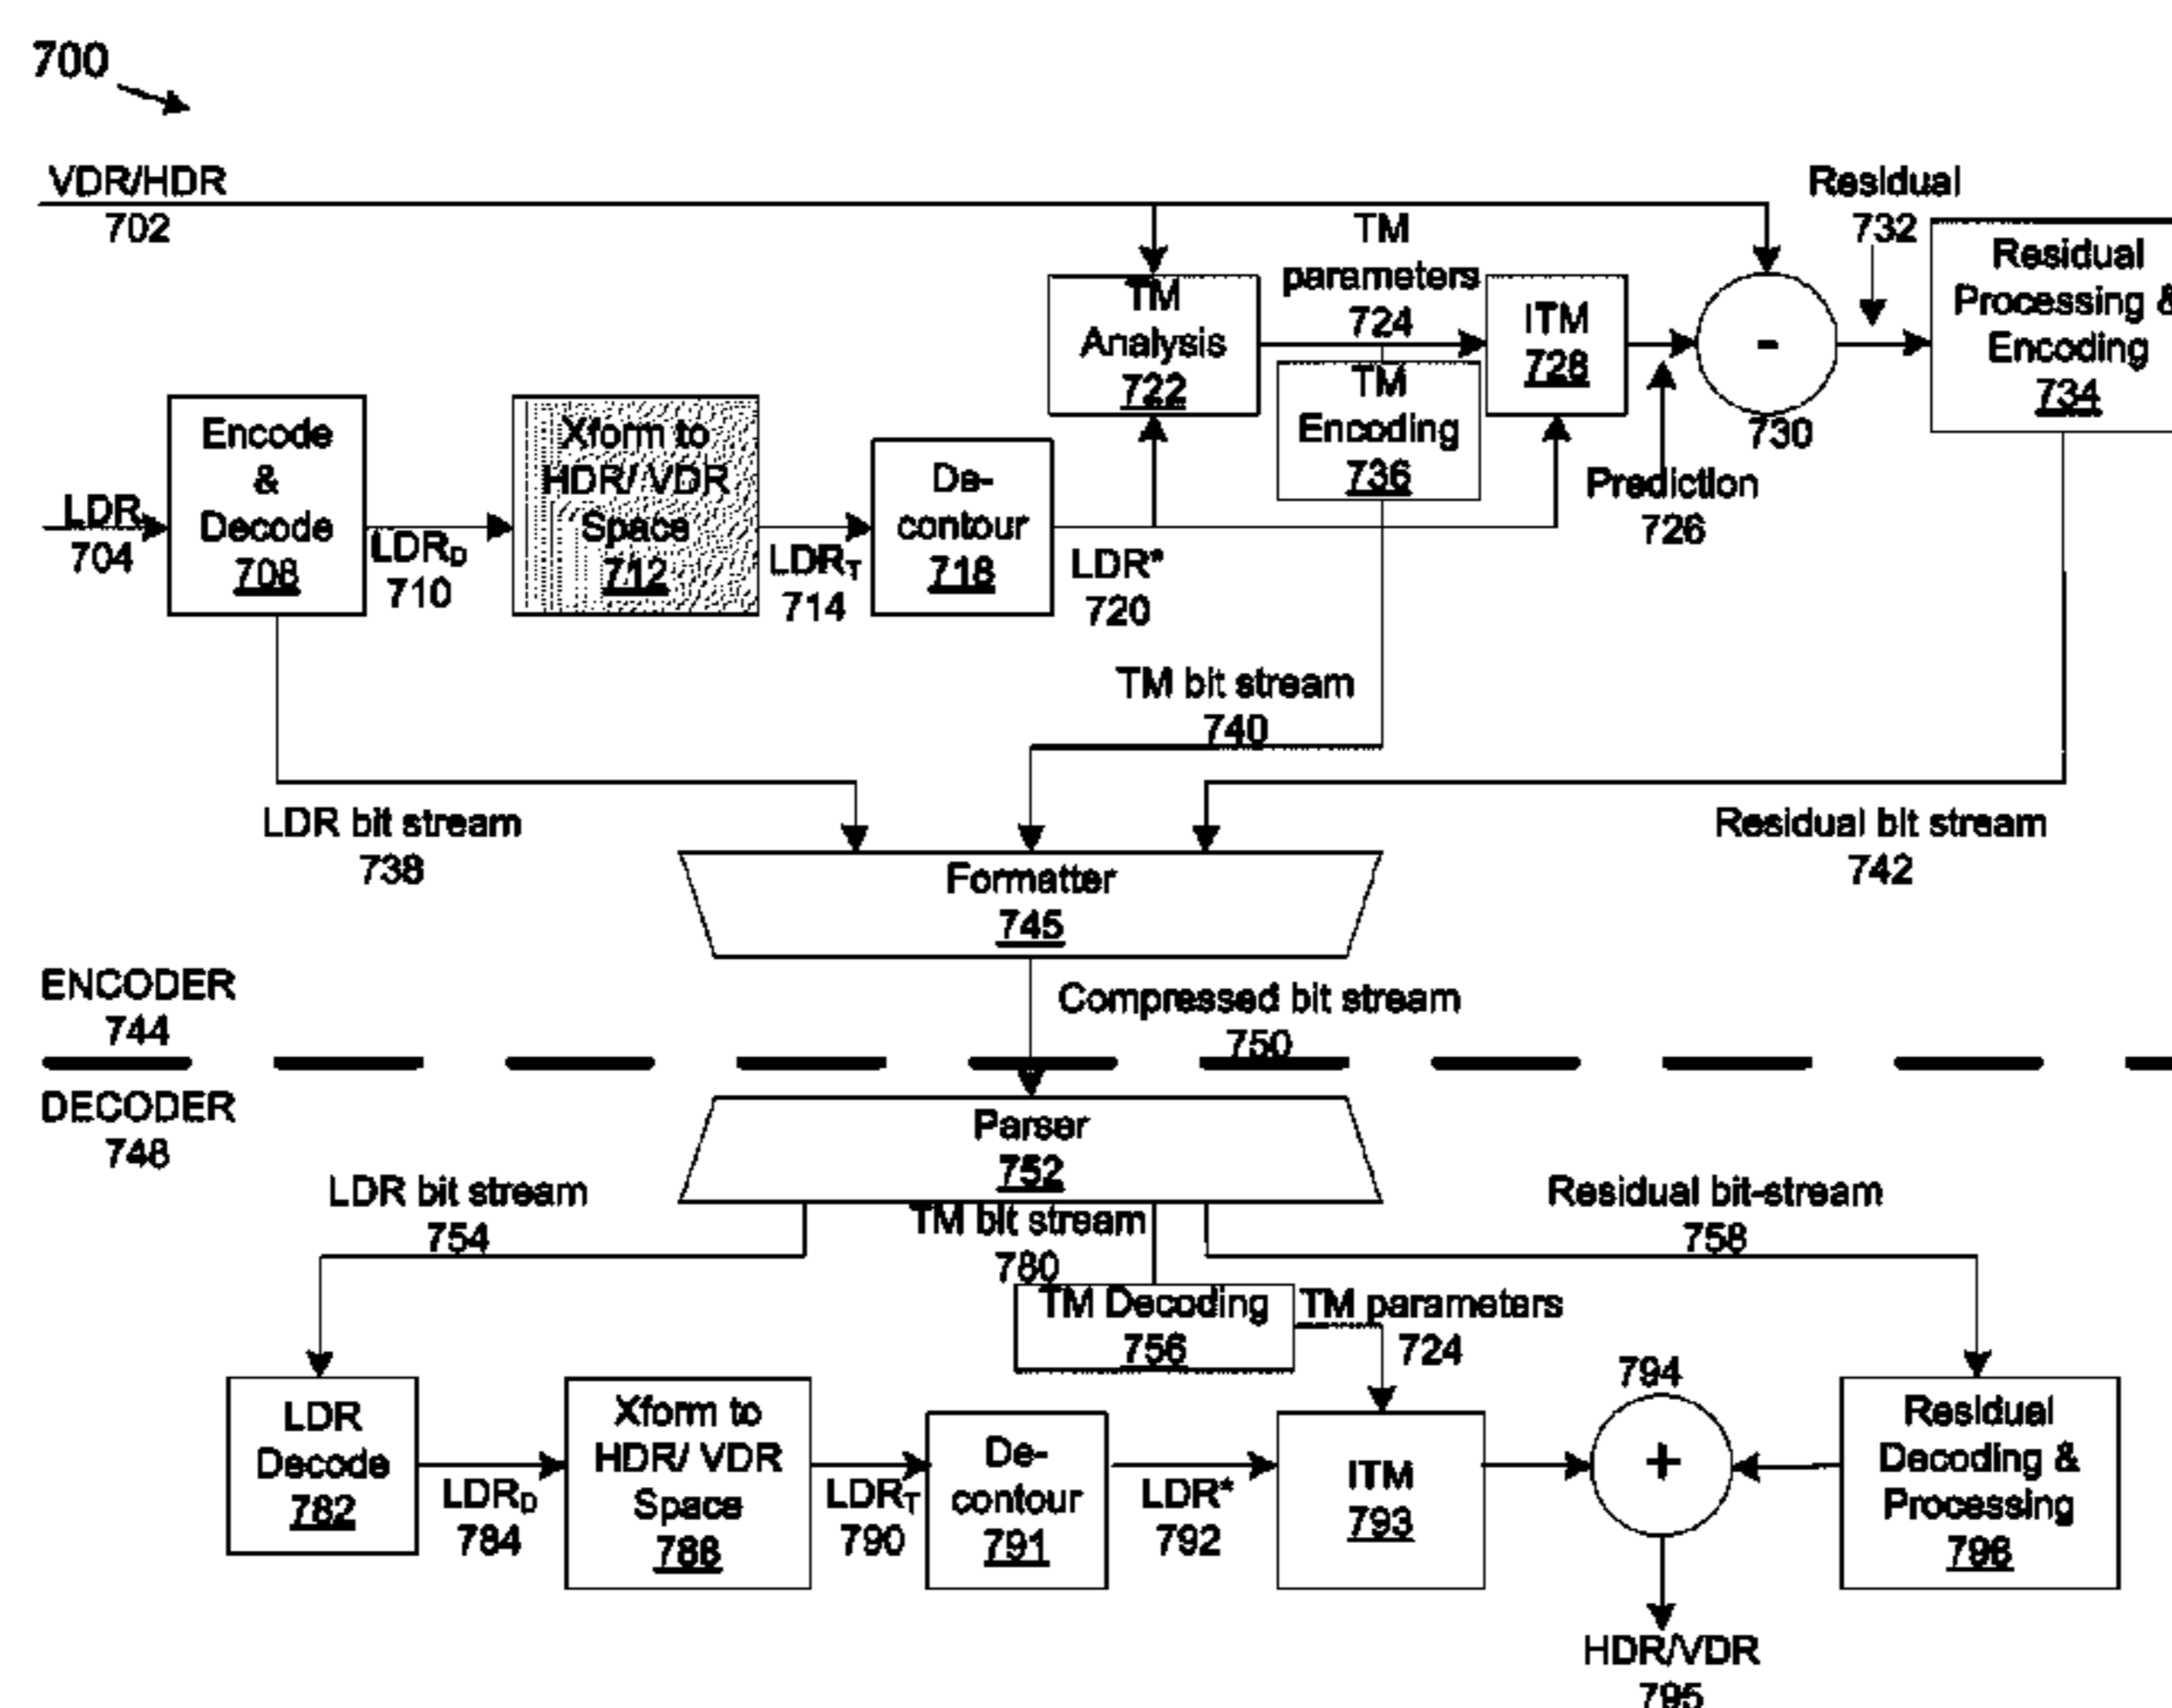 700
VDR/HDR
702
Residual
732
TM
parameters
724
TM
Analysis
722
ITM
728
-
730
Residual
Processing &
Encoding
734
TM
Encoding
736
Prediction
726
LDR
704
Encode
&
Decode
708
LDRD
710
Xform to
HDR/ VDR
Space
712
LDRT
714
De-
contour
718
LDR*
720
TM bit stream
740
LDR bit stream
738
Residual bit stream
742
Formatter
745
ENCODER
744
Compressed bit stream
750
DECODER
748
Parser
752
LDR bit stream
754
TM bit stream
780
Residual bit-stream
758
TM Decoding
756
TM parameters
724
LDR
Decode
782
LDRD
784
Xform to
HDR/ VDR
Space
788
LDRT
790
De-
contour
791
LDR*
792
ITM
793
794
+
Residual
Decoding &
Processing
798
HDR/VDR
795